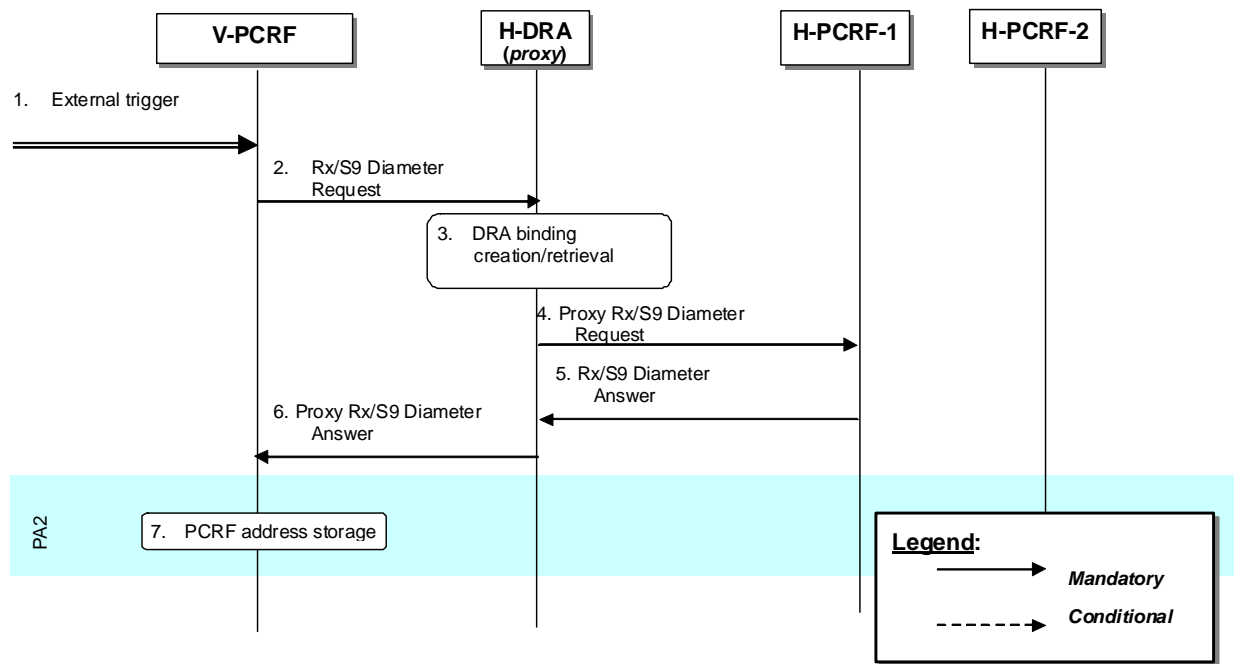 V-PCRF
H-DRA
(proxy)
H-PCRF-1
H-PCRF-2
1. External trigger
2. Rx/S9 Diameter
Request
3. DRA binding
creation/retrieval
4. Proxy Rx/S9 Diameter
Request
5. Rx/S9 Diameter
Answer
6. Proxy Rx/S9 Diameter
Answer
PA2
7. PCRF address storage
Legend:
Mandatory
Conditional